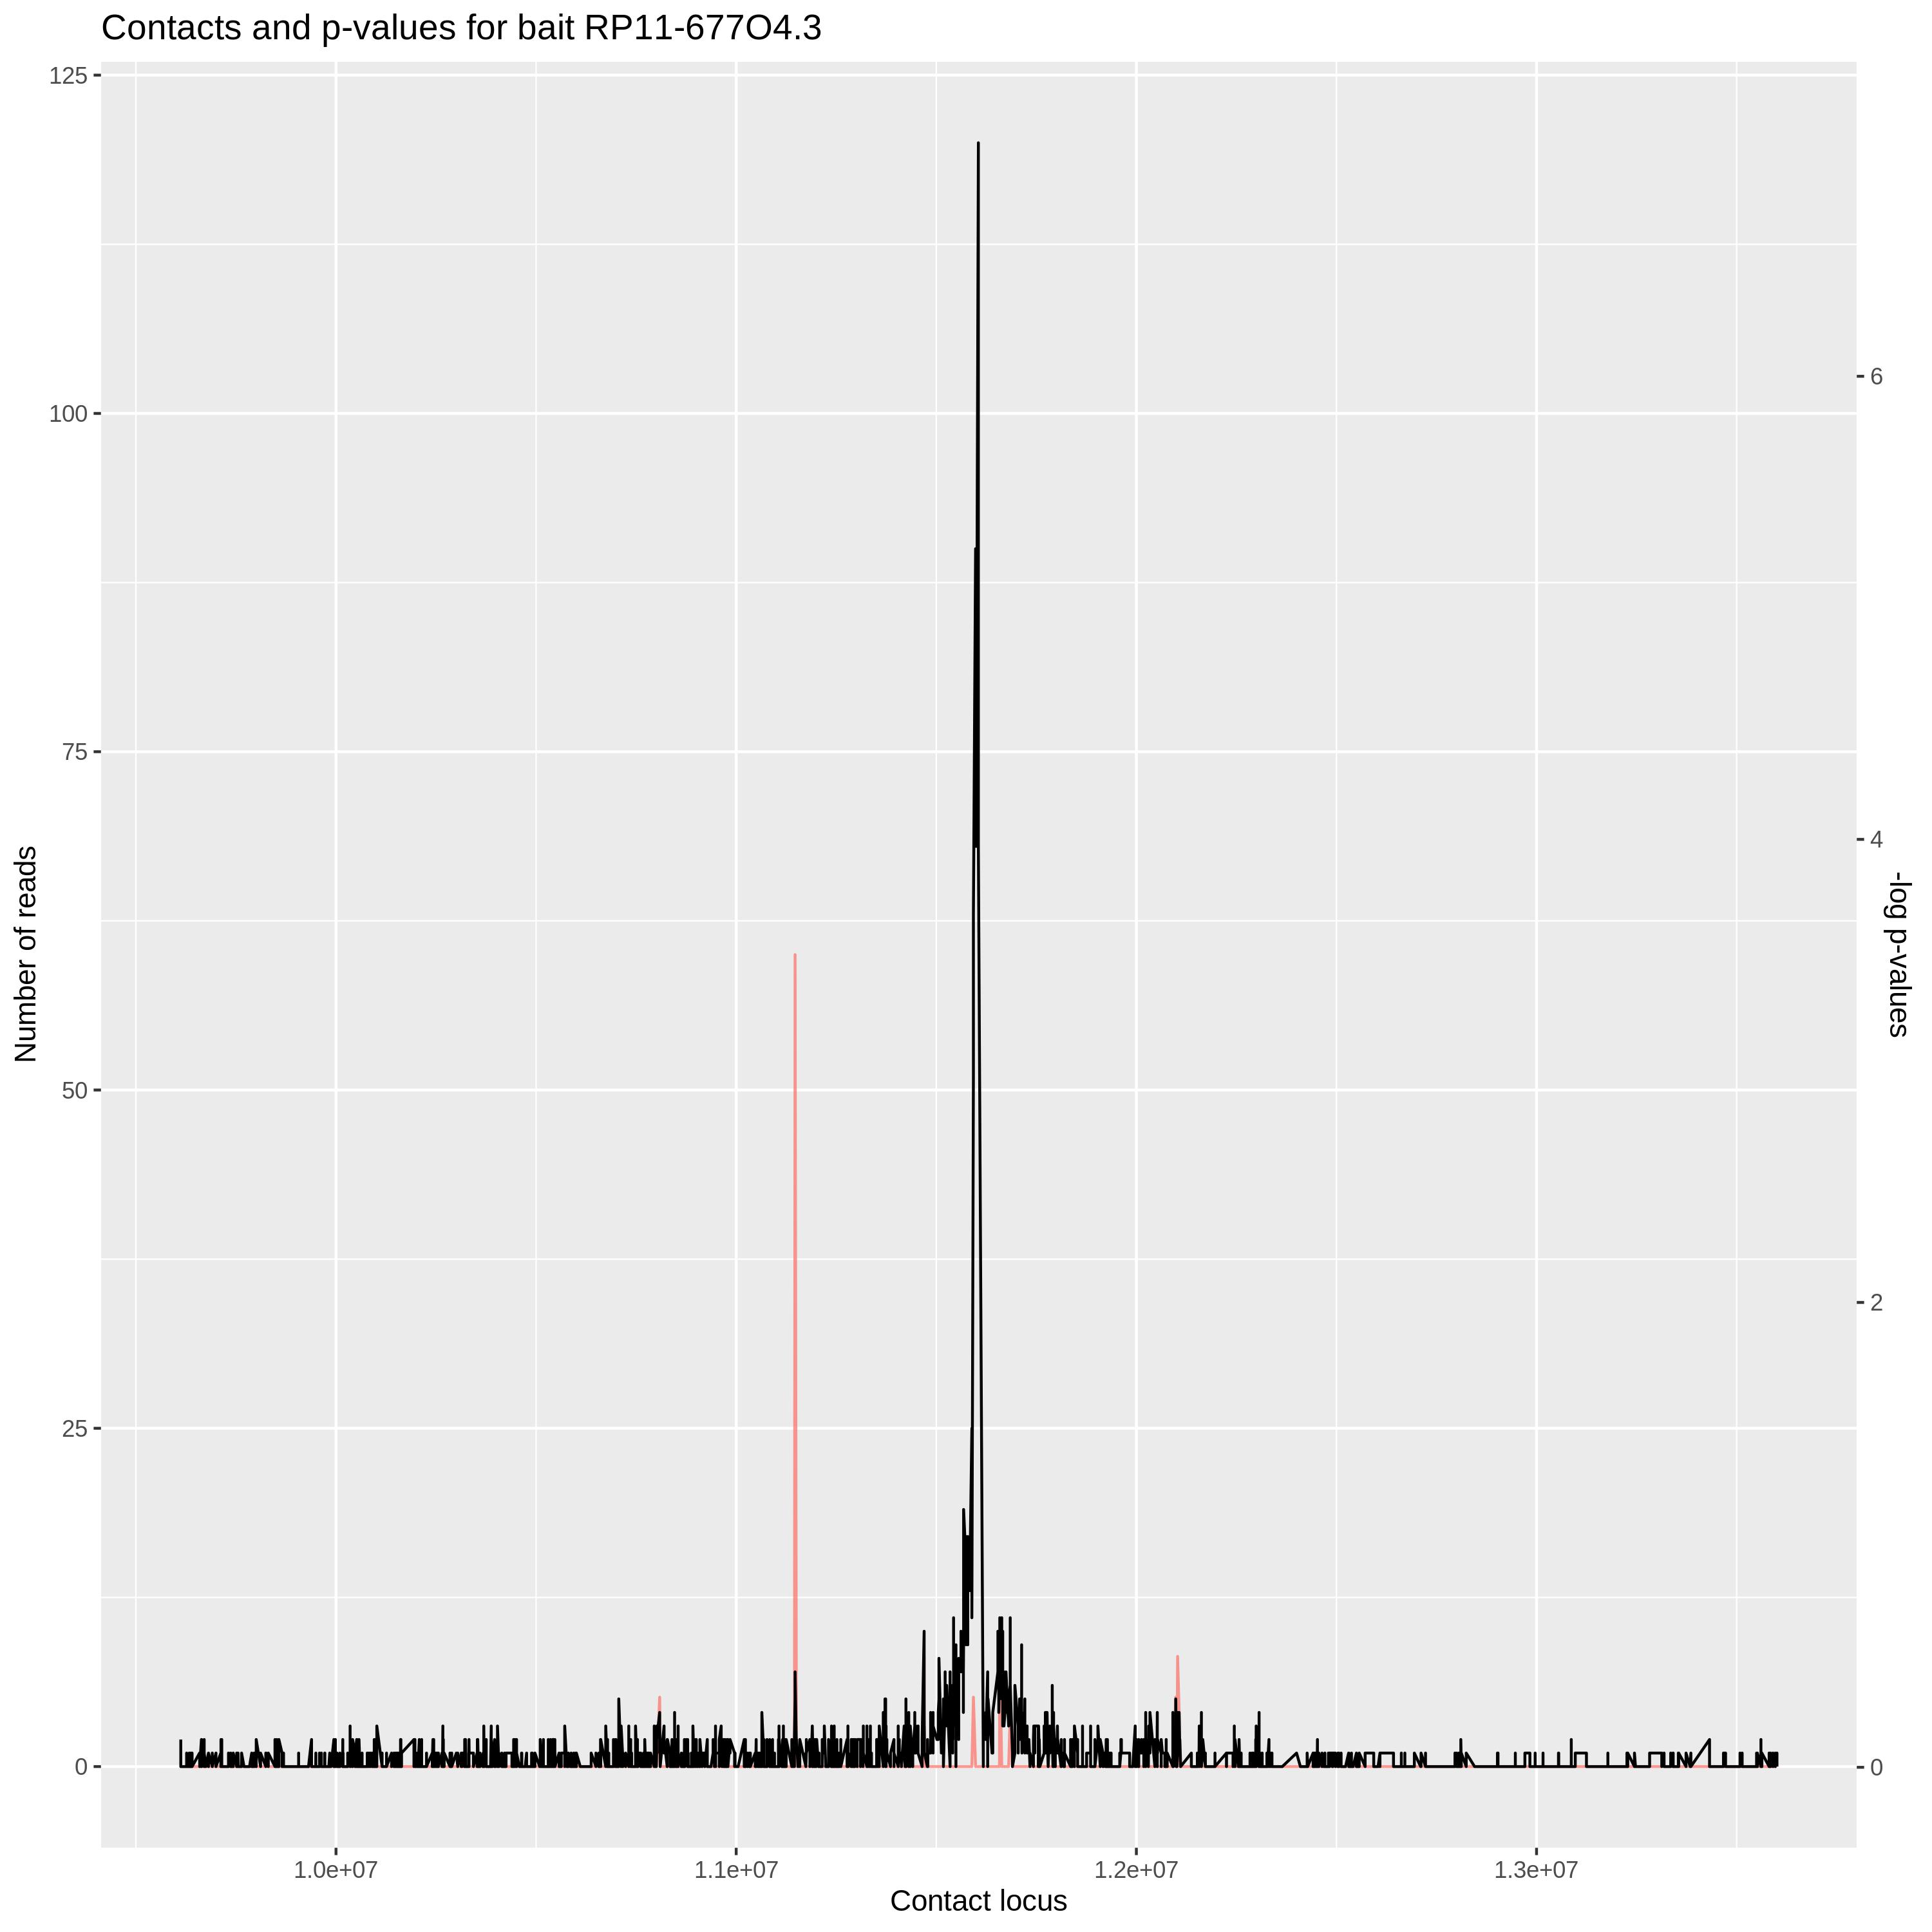 Contacts and p-values for bait RP11-677O4.3
125
100
75
50
25
0
Number of reads
6
4
2
0
-log p-values
1.0e+07
1.1e+07
1.2e+07
1.3e+07
Contact locus